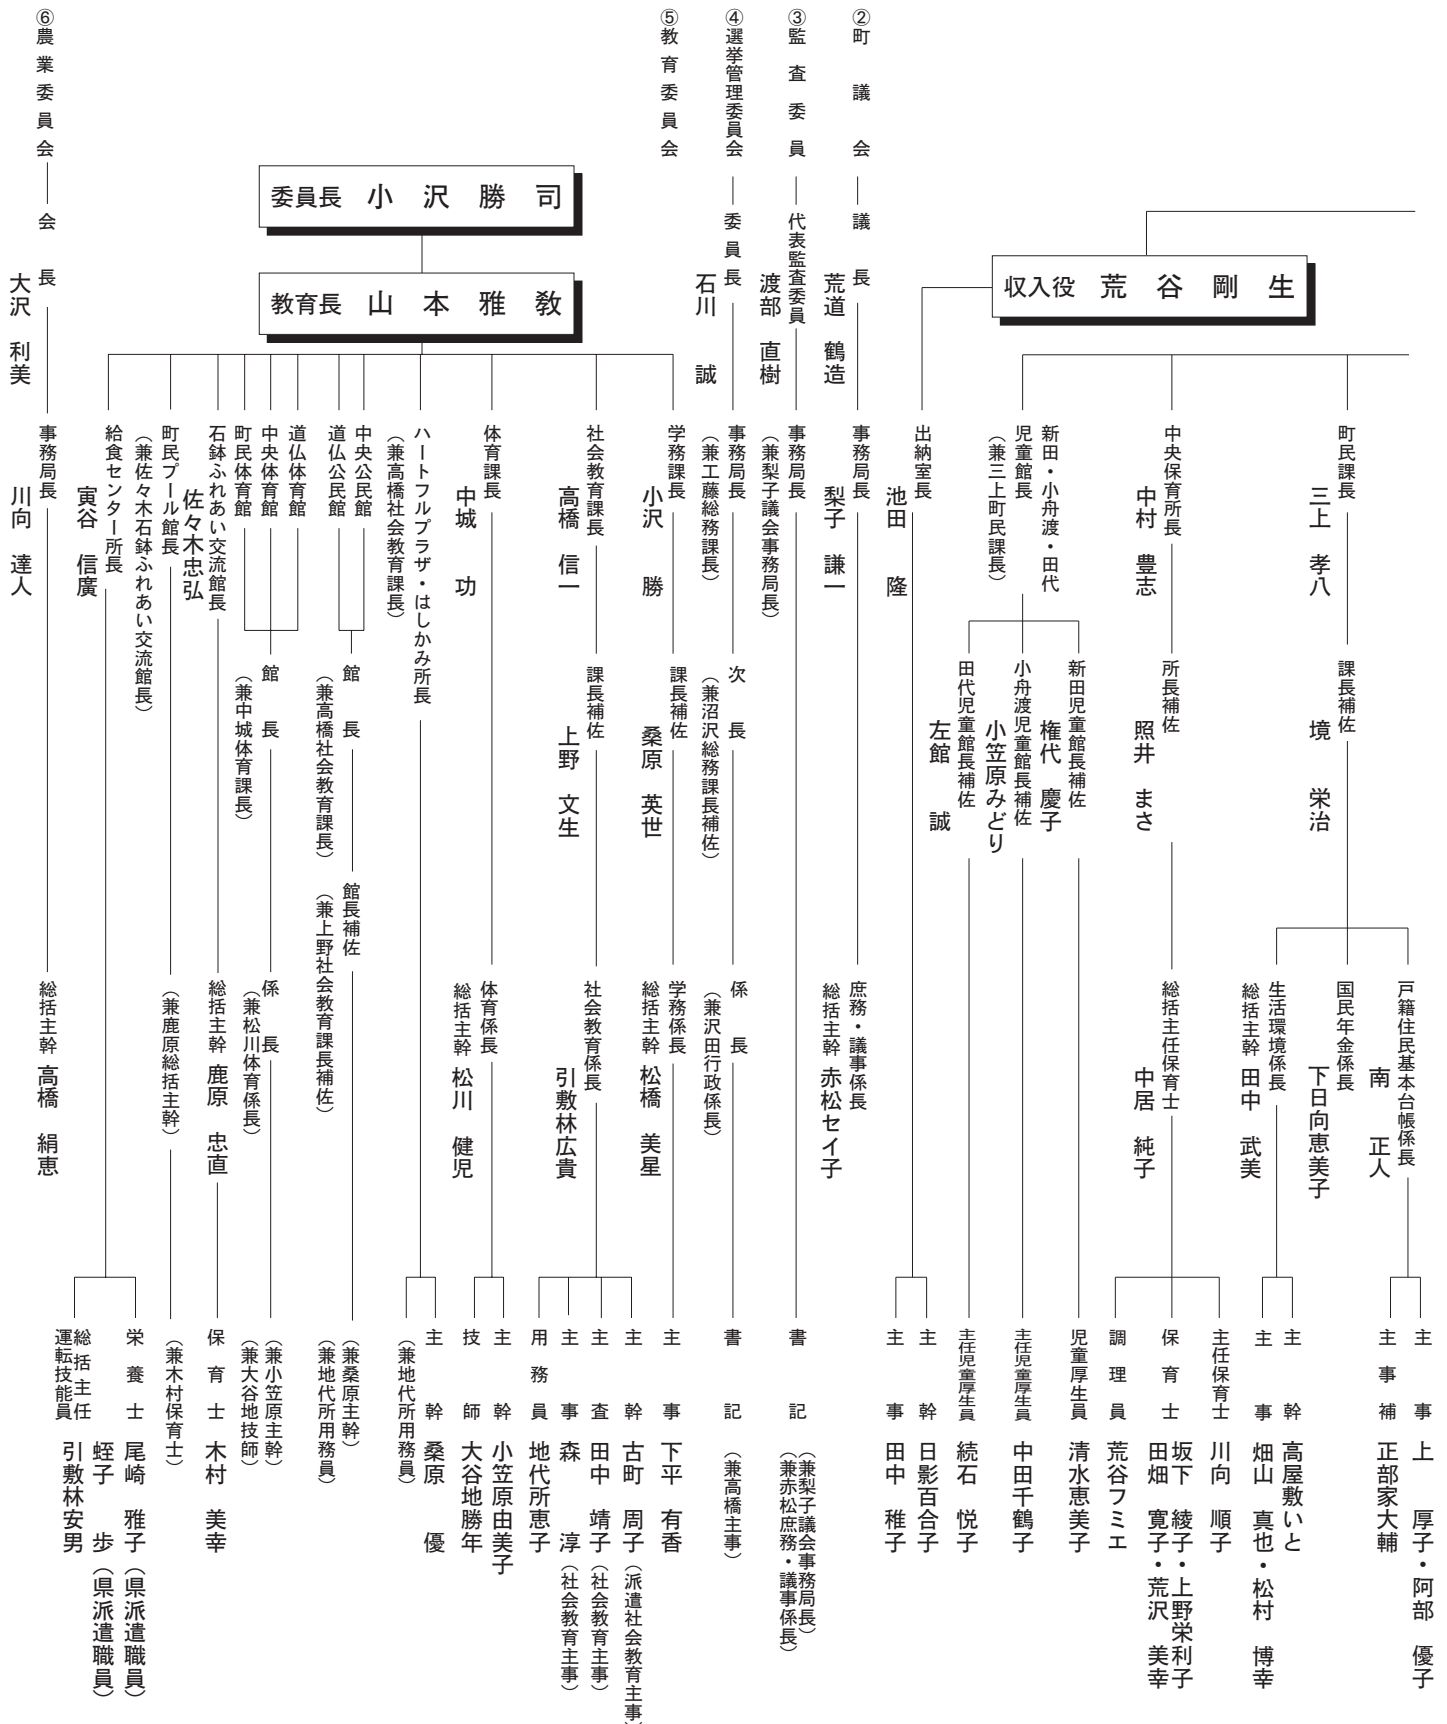 収入役 荒谷剛生
町民課長
三上 孝八
課長補佐
境 栄治
戸籍住民基本台帳係長
南 正人
主事 上 厚子・阿部 優子
主事補 正部家大輔
国民年金係長
下日向恵美子
生活環境係長
総括主幹 田中 武美
主幹 高屋敷いと
主事 畑山 真也・松村 博幸
中央保育所長
中村 豊志
所長補佐
照井 まさ
総括主任保育士
中居 純子
主任保育士 川向 順子
保育士 坂下 綾子・上野栄利子
田畑 寛子・荒沢 美幸
調理員 荒谷フミエ
新田・小舟渡・田代
児童館長
(兼三上町民課長)
新田児童館長補佐
権代 慶子
児童厚生員 清水恵美子
小舟渡児童館長補佐
小笠原みどり
主任児童厚生員 中田千鶴子
田代児童館長補佐
左館 誠
主任児童厚生員 続石 悦子
出納室長
池田 隆
主幹 日影百合子
主事 田中 稚子
②町議会
議長
荒道 鶴造
事務局長
梨子 謙一
庶務・議事係長
総括主幹 赤松セイ子
③監査委員
代表監査委員
渡部 直樹
事務局長
(兼梨子議会事務局長)
書記 (兼梨子議会事務局長)
(兼赤松庶務・議事係長)
④選挙管理委員会
委員長
石川 誠
事務局長
(兼工藤総務課長)
次長
(兼沼沢総務課長補佐)
係長
(兼沢田行政係長)
書記 (兼高橋主事)
⑤教育委員会
委員長 小沢勝司
教育長 山本雅教
学務課長
小沢 勝
課長補佐
桑原 英世
学務係長
総括主幹 松橋 美星
主事 下平 有香
社会教育課長
高橋 信一
課長補佐
上野 文生
社会教育係長
引敷林広貴
主幹 古町 周子(派遣社会教育主事)
主査 田中 靖子(社会教育主事)
主事 森 淳(社会教育主事)
用務員 地代所恵子
体育課長
中城 功
体育係長
総括主幹 松川 健児
主幹 小笠原由美子
技師 大谷地勝年
ハートフルプラザ・はしかみ所長
(兼高橋社会教育課長)
主幹 桑原 優
(兼地代所用務員)
中央公民館
道仏公民館
館長
(兼高橋社会教育課長)
館長補佐
(兼上野社会教育課長補佐)
(兼桑原主幹)
(兼地代所用務員)
道仏体育館
中央体育館
町民体育館
館長
(兼中城体育課長)
係長
(兼松川体育係長)
(兼小笠原主幹)
(兼大谷地技師)
石鉢ふれあい交流館長
佐々木忠弘
総括主幹 鹿原 忠直
保育士 木村 美幸
町民プール館長
(兼佐々木石鉢ふれあい交流館長)
(兼鹿原総括主幹)
(兼木村保育士)
給食センター所長
寅谷 信廣
栄養士 尾崎 雅子(県派遣職員)
蛭子 歩(県派遣職員)
総括主任
運転技能員 引敷林安男
⑥農業委員会
会長
大沢 利美
事務局長
川向 達人
総括主幹 高橋 絹恵